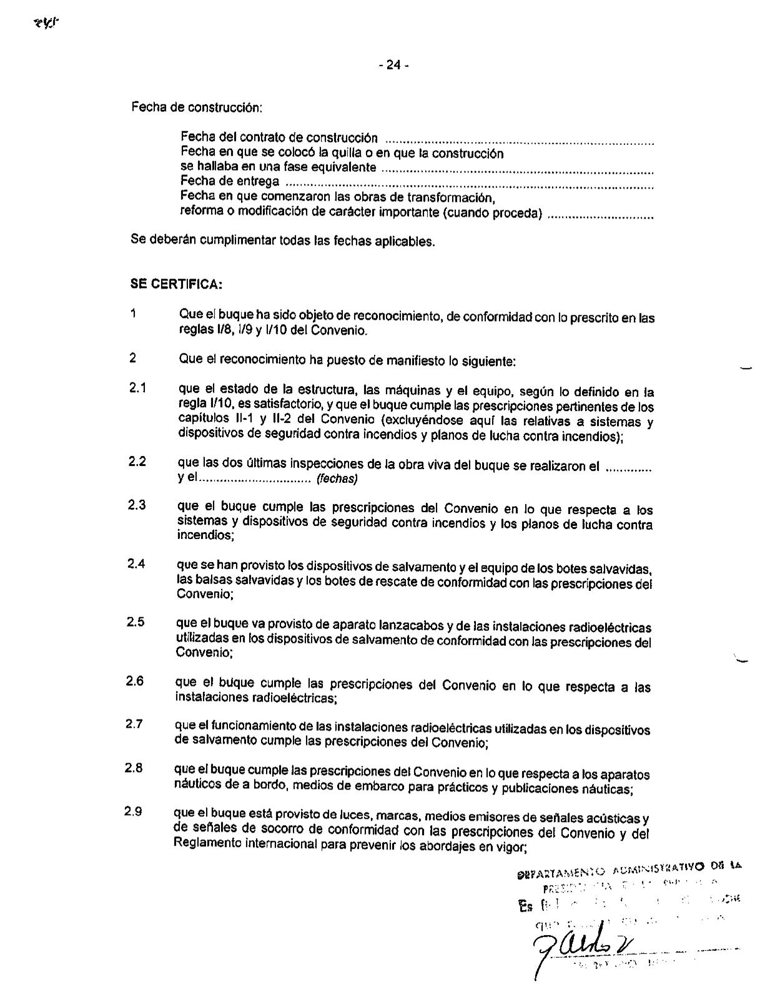 - 24 -
Fecha de construcción:
Fecha del contrato de construcción ..............................................................................
Fecha en que se colocó la quilla o en que la construcción
se hallaba en una fase equivalente ..............................................................................
Fecha de entrega ..........................................................................................................
Fecha en que comenzaron las obras de transformación,
reforma o modificación de carácter importante (cuando proceda) ..............................
Se deberán cumplimentar todas las fechas aplicables.
SE CERTIFICA:
1 Que el buque ha sido objeto de reconocimiento, de conformidad con lo prescrito en las
reglas I/8, I/9 y I/10 del Convenio.
2 Que el reconocimiento ha puesto de manifiesto lo siguiente:
2.1 que el estado de la estructura, las máquinas y el equipo, según lo definido en la
regla I/10, es satisfactorio, y que el buque cumple las prescripciones pertinentes de los
capítulos II-1 y II-2 del Convenio (excluyéndose aquí las relativas a sistemas y
dispositivos de seguridad contra incendios y planos de lucha contra incendios);
2.2 que las dos últimas inspecciones de la obra viva del buque se realizaron el .............
y el................................ (fechas)
2.3 que el buque cumple las prescripciones del Convenio en lo que respecta a los
sistemas y dispositivos de seguridad contra incendios y los planos de lucha contra
incendios;
2.4 que se han provisto los dispositivos de salvamento y el equipo de los botes salvavidas,
las balsas salvavidas y los botes de rescate de conformidad con las prescripciones del
Convenio;
2.5 que el buque va provisto de aparato lanzacabos y de las instalaciones radioeléctricas
utilizadas en los dispositivos de salvamento de conformidad con las prescripciones del
Convenio;
2.6 que el buque cumple las prescripciones del Convenio en lo que respecta a las
instalaciones radioeléctricas;
2.7 que el funcionamiento de las instalaciones radioeléctricas utilizadas en los dispositivos
de salvamento cumple las prescripciones del Convenio;
2.8 que el buque cumple las prescripciones del Convenio en lo que respecta a los aparatos
náuticos de a bordo, medios de embarco para prácticos y publicaciones náuticas;
2.9 que el buque está provisto de luces, marcas, medios emisores de señales acústicas y
de señales de socorro de conformidad con las prescripciones del Convenio y del
Reglamento internacional para prevenir los abordajes en vigor;
DEPARTAMENTO ADMINISTRATIVO DE LA
Es